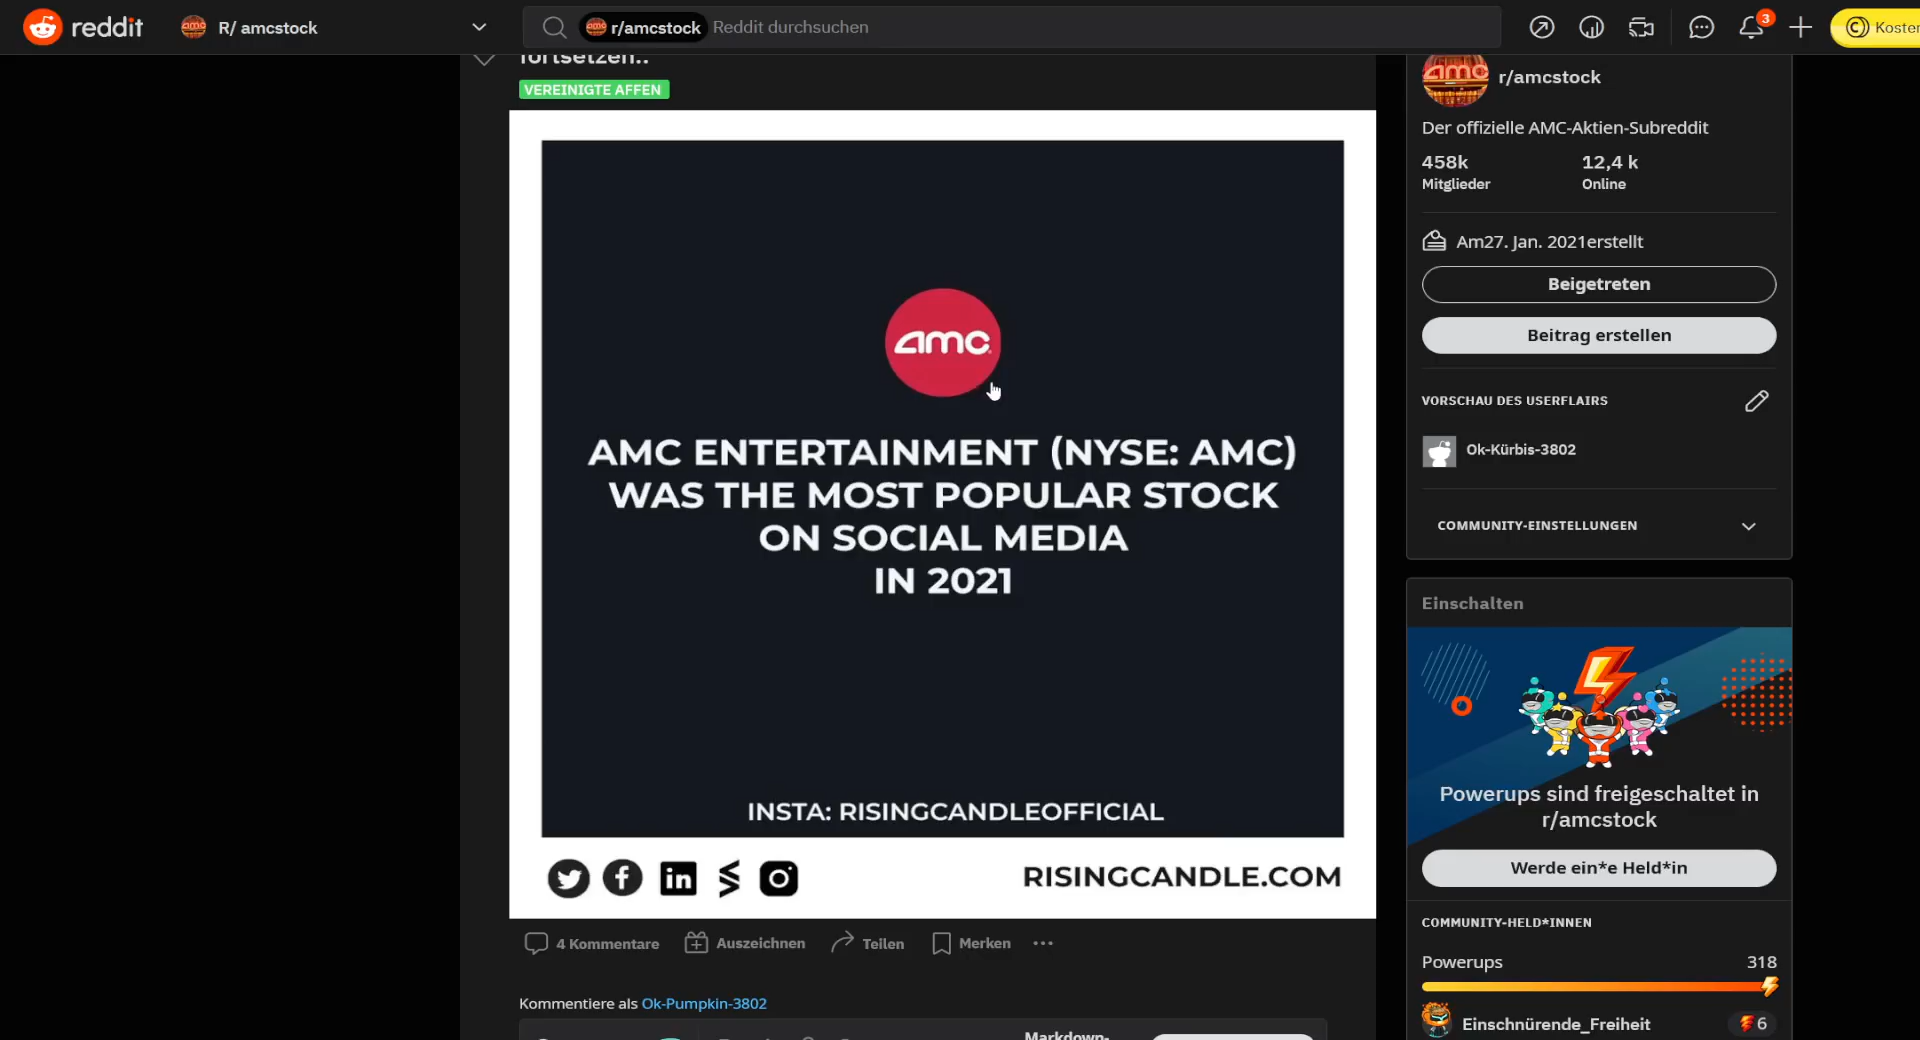 reddit
R/ amcstock
r/amcstock Reddit durchsuchen
3
fortsetzen..
VEREINIGTE AFFEN
amc
AMC ENTERTAINMENT (NYSE: AMC)
WAS THE MOST POPULAR STOCK
ON SOCIAL MEDIA
IN 2021
INSTA: RISINGCANDLEOFFICIAL
RISINGCANDLE.COM
4 Kommentare
Auszeichnen
Teilen
Merken
Kommentiere als Ok-Pumpkin-3802
amc
r/amcstock
Der offizielle AMC-Aktien-Subreddit
458k 12,4 k
Mitglieder Online
Am27. Jan. 2021erstellt
Beigetreten
Beitrag erstellen
VORSCHAU DES USERFLAIRS
Ok-Kürbis-3802
COMMUNITY-EINSTELLUNGEN
Einschalten
Powerups sind freigeschaltet in
r/amcstock
Werde ein*e Held*in
COMMUNITY-HELD*INNEN
Powerups 318
Einschnürende_Freiheit 6